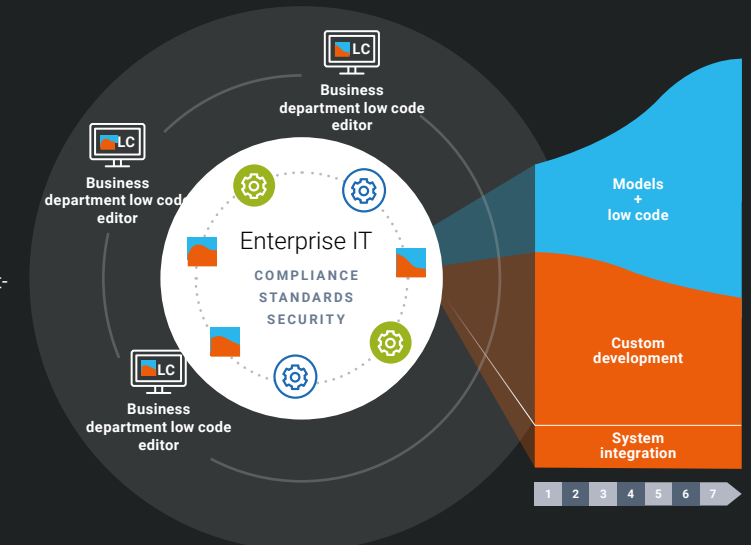 LC
Business
department low code
editor
LC
Business
department low code
editor
Enterprise IT
COMPLIANCE
STANDARDS
SECURITY
LC
Business
department low code
editor
Models
+
low code
Custom
development
System
integration
1 2 3 4 5 6 7